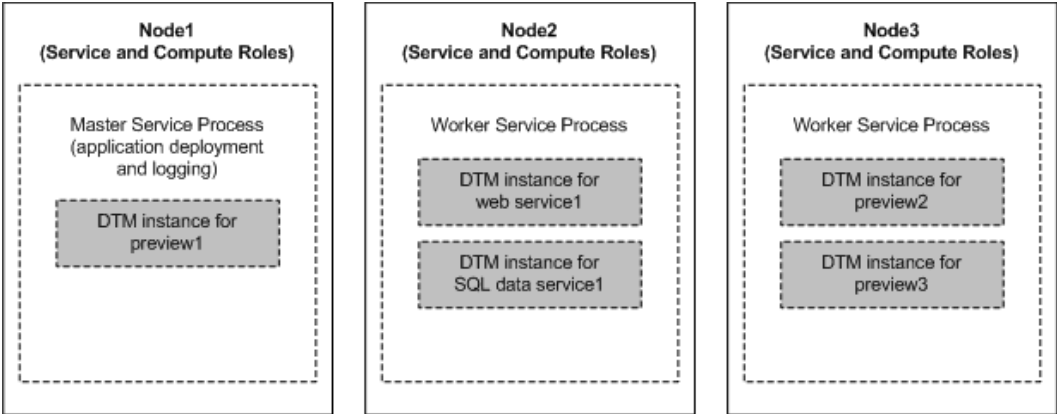 Node1
(Service and Compute Roles)
Master Service Process
(application deployment
and logging)
DTM instance for
preview1
Node2
(Service and Compute Roles)
Worker Service Process
DTM instance for
web service1
DTM instance for
SQL data service1
Node3
(Service and Compute Roles)
Worker Service Process
DTM instance for
preview2
DTM instance for
preview3